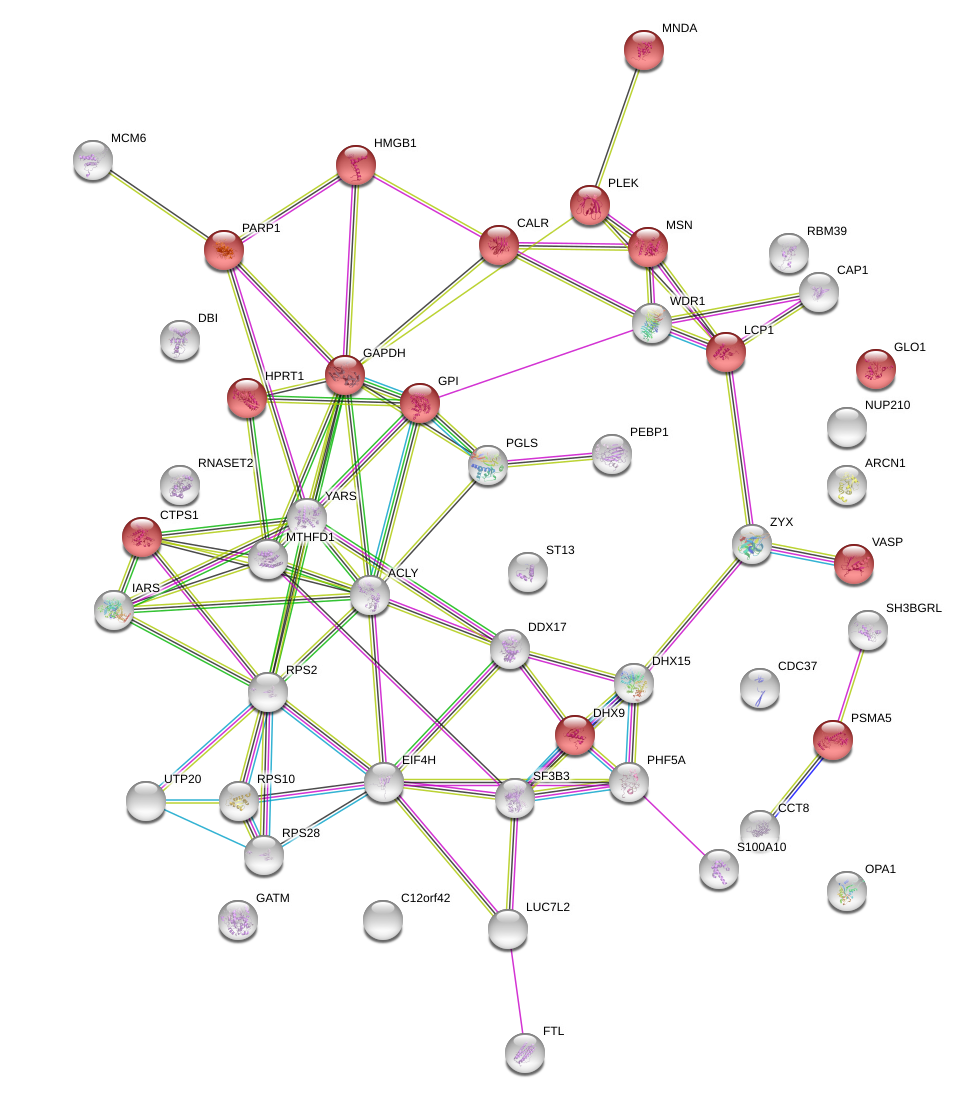 MNDA
MCM6
HMGB1
PLEK
PARP1
CALR
MSN
RBM39
CAP1
WDR1
DBI
LCP1
GAPDH
GLO1
HPRT1
GPI
NUP210
PGLS
PEBP1
RNASET2
ARCN1
YARS
CTPS1
ZYX
MTHFD1
VASP
ST13
ACLY
IARS
SH3BGRL
DDX17
DHX15
CDC37
RPS2
DHX9
PSMA5
EIF4H
PHF5A
UTP20
RPS10
SF3B3
CCT8
RPS28
S100A10
OPA1
GATM
C12orf42
LUC7L2
FTL